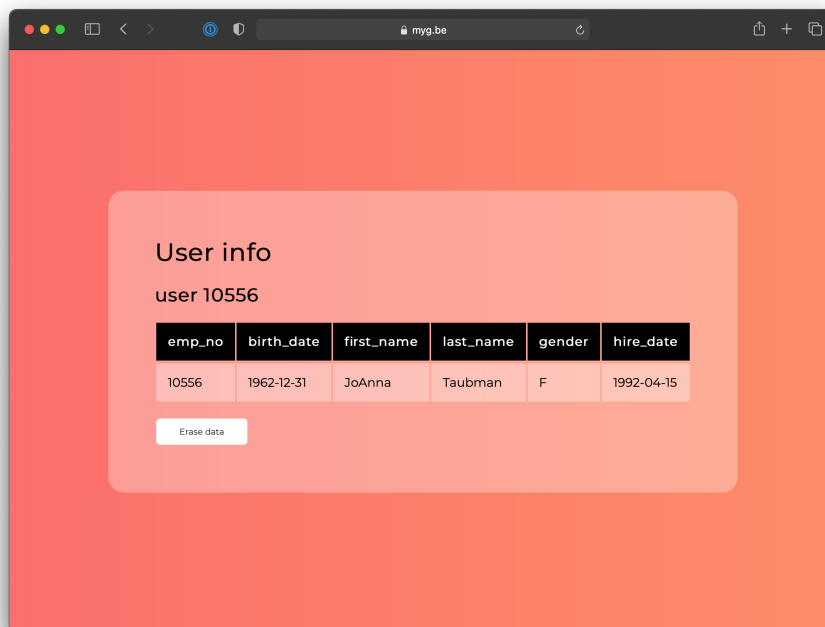 myg.be
User info
user 10556
emp_no birth_date first_name last_name gender hire_date
10556 1962-12-31 JoAnna Taubman F 1992-04-15
Erase data